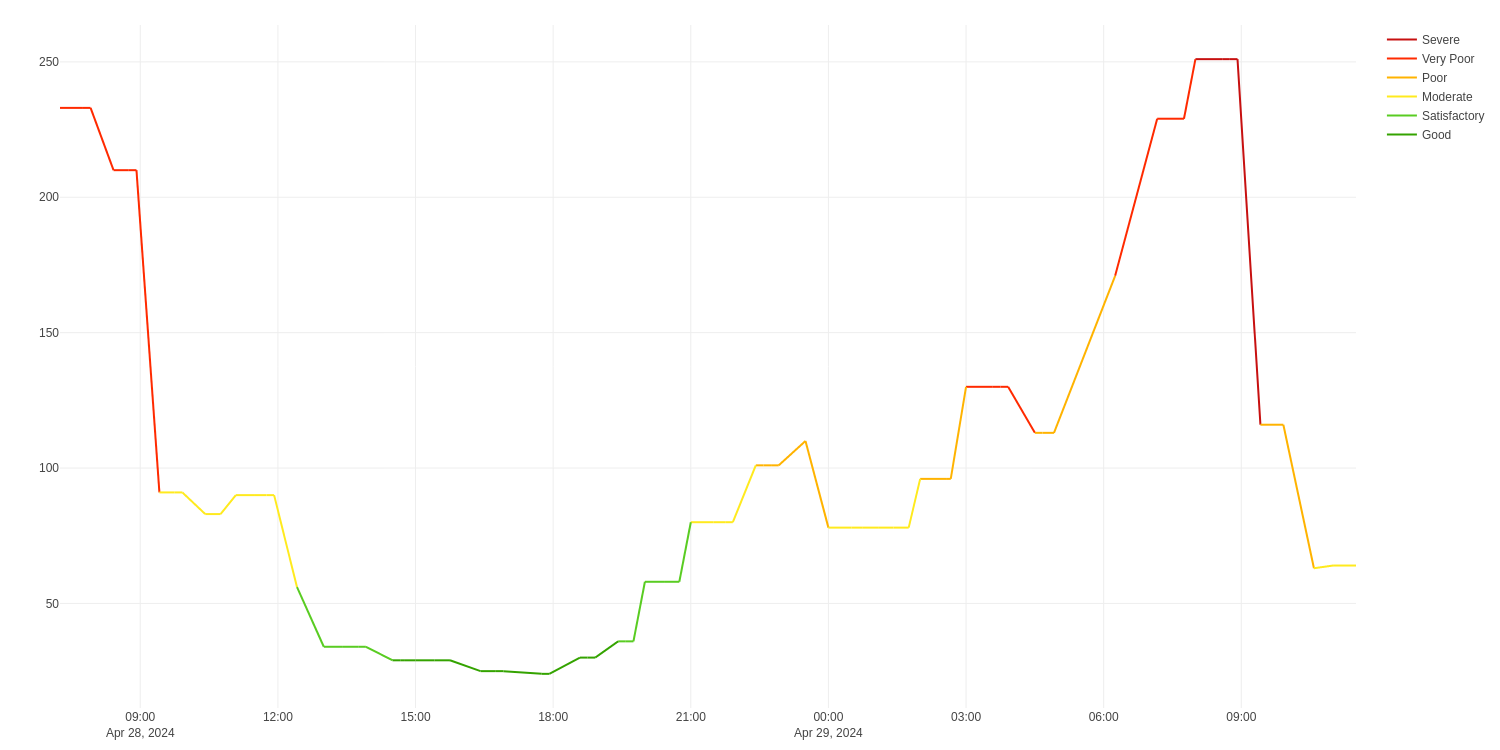 250
200
150
100
50
09:00
12:00
15:00
18:00
21:00
00:00
03:00
06:00
09:00
Apr 28, 2024
Apr 29, 2024
Severe
Very Poor
Poor
Moderate
Satisfactory
Good